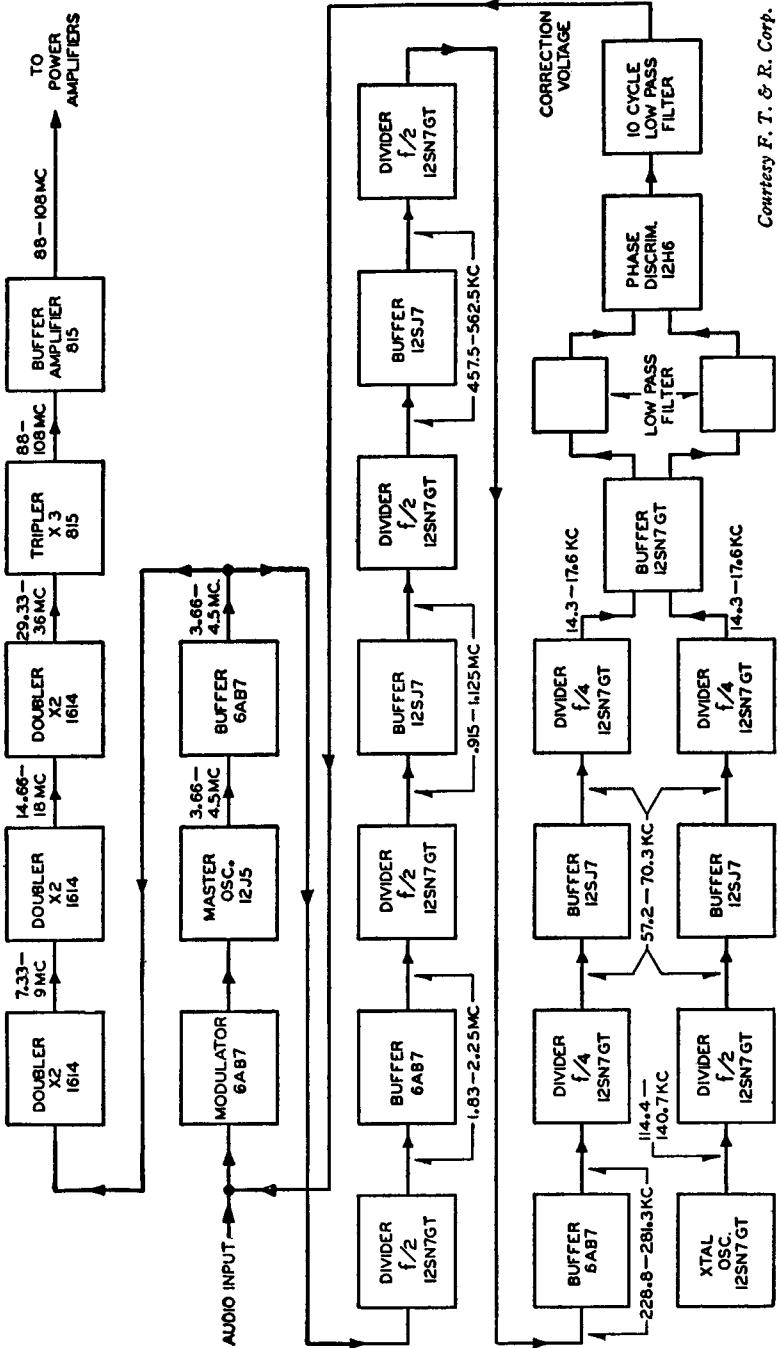 TO
POWER
AMPLIFIERS
DOUBLER
X2
1614
7.33–
9 MC
DOUBLER
X2
1614
14.66–
18 MC
DOUBLER
X2
1614
29.33–
36MC
TRIPLER
X 3
815
88–
108MC
BUFFER
AMPLIFIER
815
88–108MC
AUDIO INPUT
MODULATOR
6AB7
MASTER
OSC.
12J5
3.66–
4.5MC
BUFFER
6AB7
3.66–
4.5 MC.
DIVIDER
f/2
12SN7GT
1.83–2.25MC
BUFFER
6AB7
DIVIDER
f/2
12SN7GT
.915–1.125MC
BUFFER
12SJ7
DIVIDER
f/2
12SN7GT
457.5–562.5KC
BUFFER
12SJ7
DIVIDER
f/2
12SN7GT
CORRECTION
VOLTAGE
228.8–281.3KC
BUFFER
6AB7
DIVIDER
f/4
12SN7GT
57.2–70.3KC
BUFFER
12SJ7
DIVIDER
f/4
12SN7GT
14.3–17.6KC
XTAL
OSC.
12SN7GT
114.4–
140.7KC
DIVIDER
f/2
12SN7GT
BUFFER
12SJ7
DIVIDER
f/4
12SN7GT
14.3–17.6KC
BUFFER
12SN7GT
LOW PASS
FILTER
PHASE
DISCRIM.
12H6
10 CYCLE
LOW PASS
FILTER
Courtesy F. T. & R. Corp.